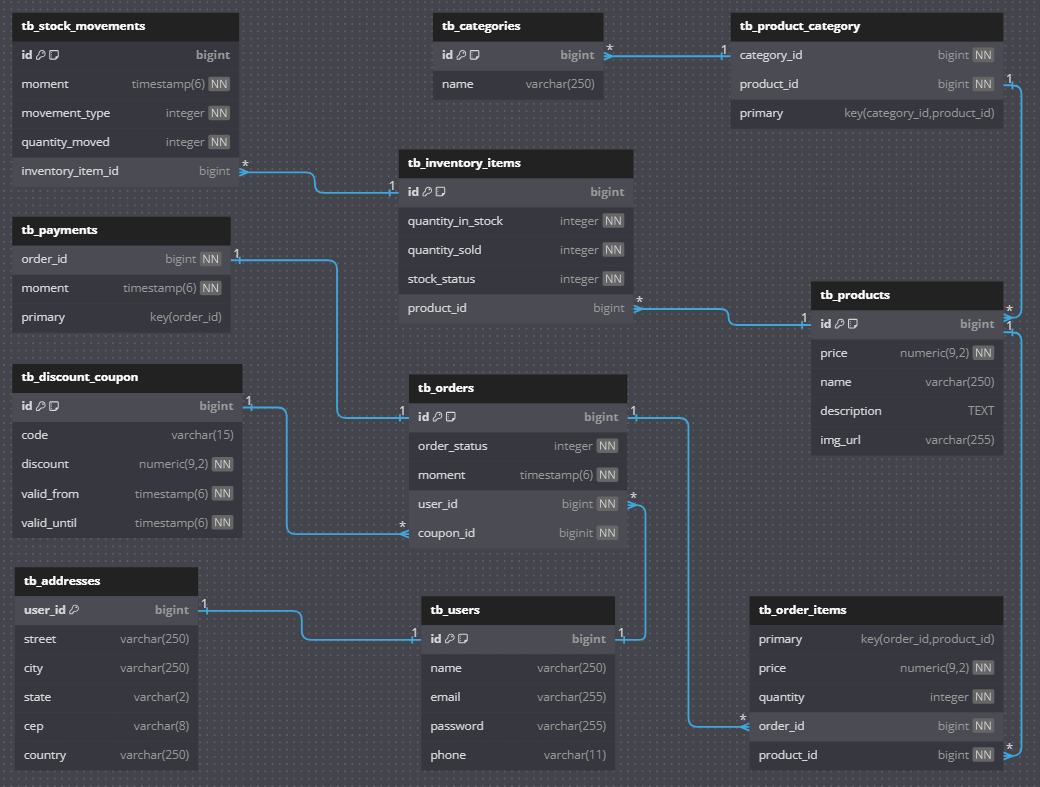 tb_stock_movements
id bigint
moment timestamp(6) NN
movement_type integer NN
quantity_moved integer NN
inventory_item_id bigint
* 1
tb_categories
id bigint
name varchar(250)
* 1
tb_product_category
category_id bigint NN
product_id bigint NN
primary key(category_id,product_id)
1 *
tb_inventory_items
id bigint
quantity_in_stock integer NN
quantity_sold integer NN
stock_status integer NN
product_id bigint
* 1
tb_payments
order_id bigint NN
moment timestamp(6) NN
primary key(order_id)
1 1
tb_products
id bigint
price numeric(9,2) NN
name varchar(250)
description TEXT
img_url varchar(255)
1 *
tb_discount_coupon
id bigint
code varchar(15)
discount numeric(9,2) NN
valid_from timestamp(6) NN
valid_until timestamp(6) NN
1 *
tb_orders
id bigint
order_status integer NN
moment timestamp(6) NN
user_id bigint NN
coupon_id biginit NN
1 *
* 1
tb_addresses
user_id bigint
street varchar(250)
city varchar(250)
state varchar(2)
cep varchar(8)
country varchar(250)
1 1
tb_users
id bigint
name varchar(250)
email varchar(255)
password varchar(255)
phone varchar(11)
tb_order_items
primary key(order_id,product_id)
price numeric(9,2) NN
quantity integer NN
order_id bigint NN
product_id bigint NN